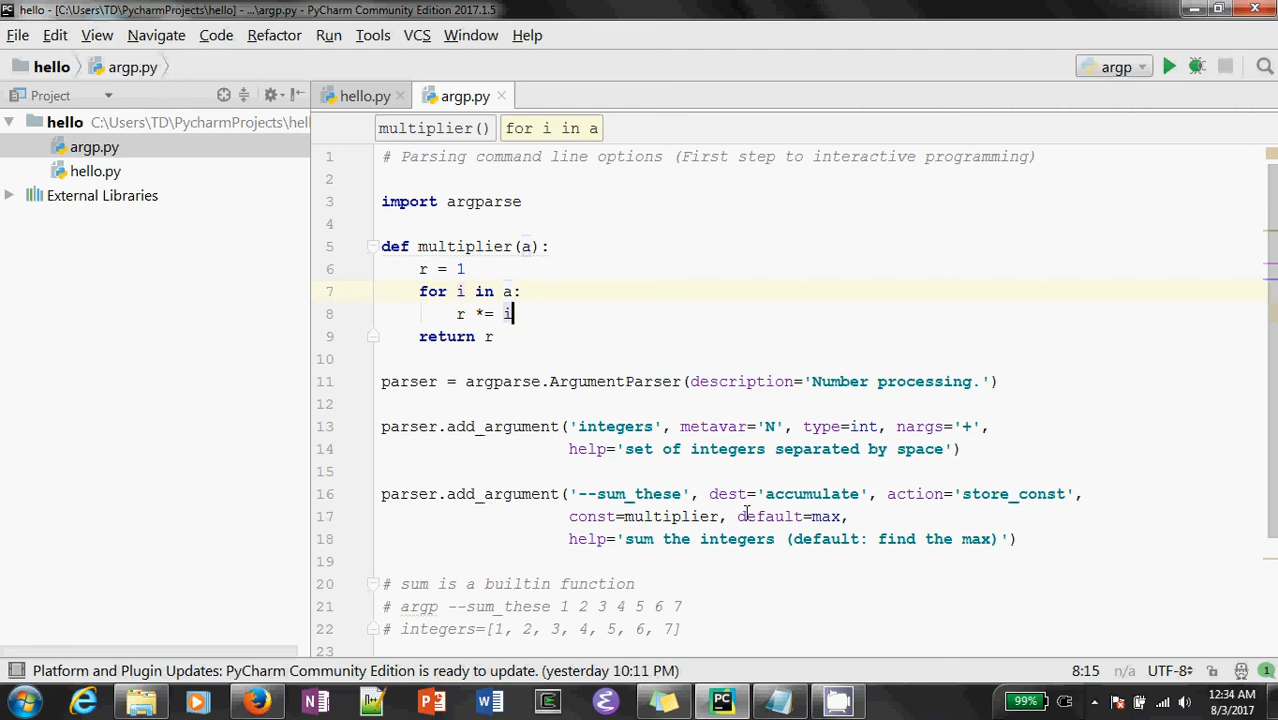 hello - [C:\Users\TD\PycharmProjects\hello] - ...\argp.py - PyCharm Community Edition 2017.1.5
File Edit View Navigate Code Refactor Run Tools VCS Window Help
hello argp.py argp
Project hello.py argp.py
hello C:\Users\TD\PycharmProjects\hel
argp.py
hello.py
External Libraries
multiplier() for i in a
1 # Parsing command line options (First step to interactive programming)
2
3 import argparse
4
5 def multiplier(a):
6 r = 1
7 for i in a:
8 r *= i
9 return r
10
11 parser = argparse.ArgumentParser(description='Number processing.')
12
13 parser.add_argument('integers', metavar='N', type=int, nargs='+',
14 help='set of integers separated by space')
15
16 parser.add_argument('--sum_these', dest='accumulate', action='store_const',
17 const=multiplier, default=max,
18 help='sum the integers (default: find the max)')
19
20 # sum is a builtin function
21 # argp --sum_these 1 2 3 4 5 6 7
22 # integers=[1, 2, 3, 4, 5, 6, 7]
23
Platform and Plugin Updates: PyCharm Community Edition is ready to update. (yesterday 10:11 PM) 8:15 n/a UTF-8 1
99% 12:34 AM
8/3/2017